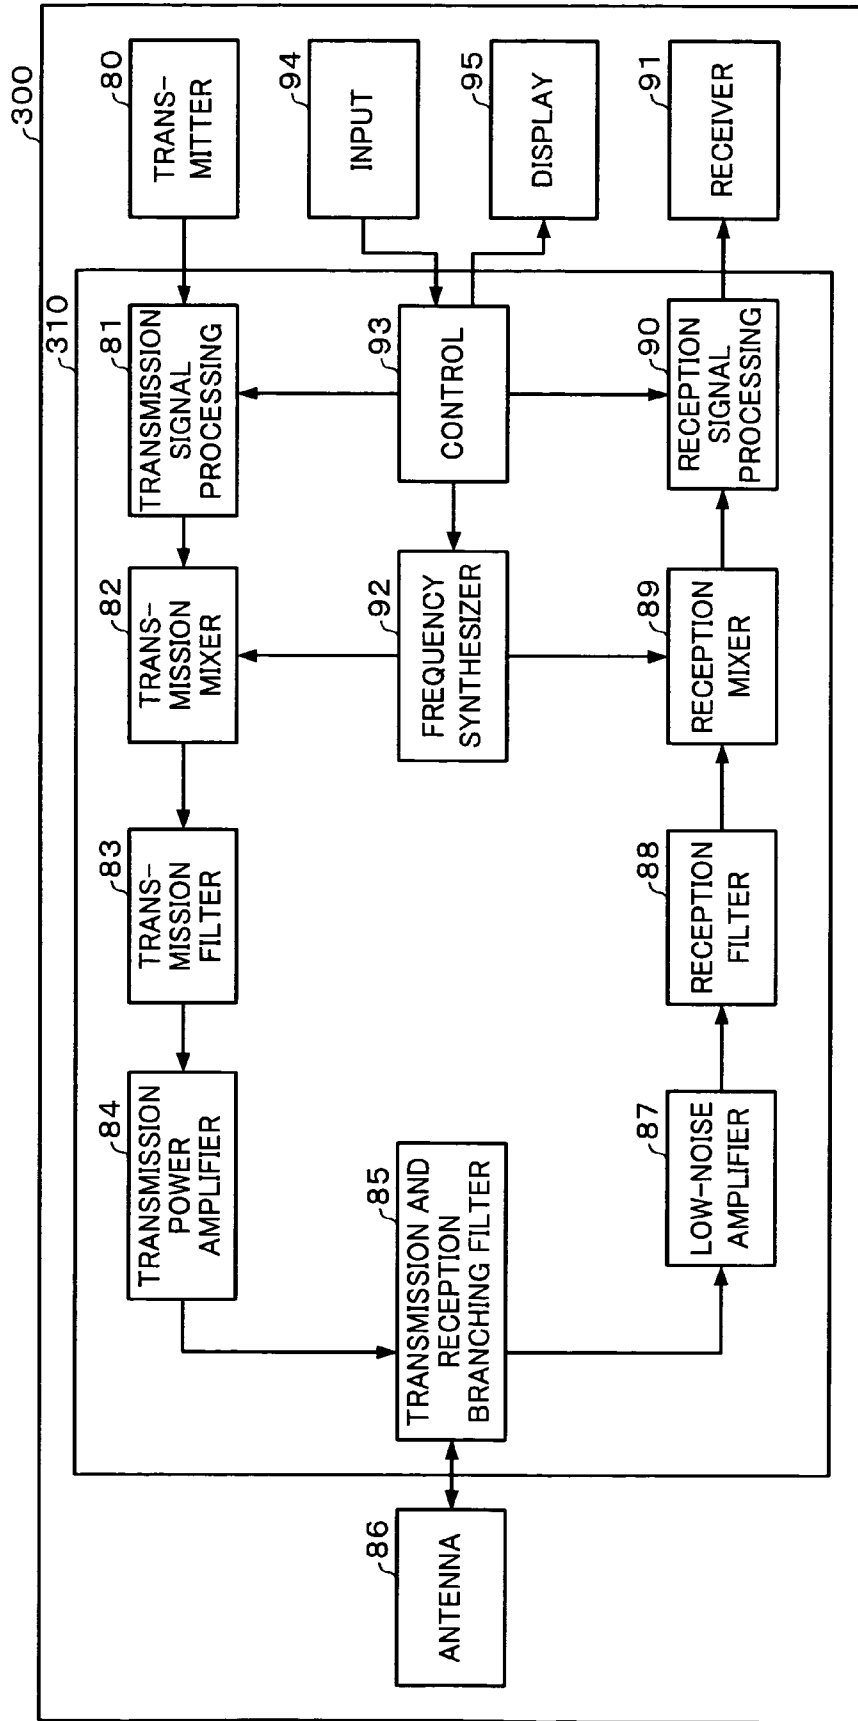 300
310
80
TRANS-
MITTER
81
TRANSMISSION
SIGNAL
PROCESSING
82
TRANS-
MISSION
MIXER
83
TRANS-
MISSION
FILTER
84
TRANSMISSION
POWER
AMPLIFIER
94
INPUT
95
DISPLAY
93
CONTROL
92
FREQUENCY
SYNTHESIZER
85
TRANSMISSION AND
RECEPTION
BRANCHING FILTER
86
ANTENNA
87
LOW-NOISE
AMPLIFIER
88
RECEPTION
FILTER
89
RECEPTION
MIXER
90
RECEPTION
SIGNAL
PROCESSING
91
RECEIVER